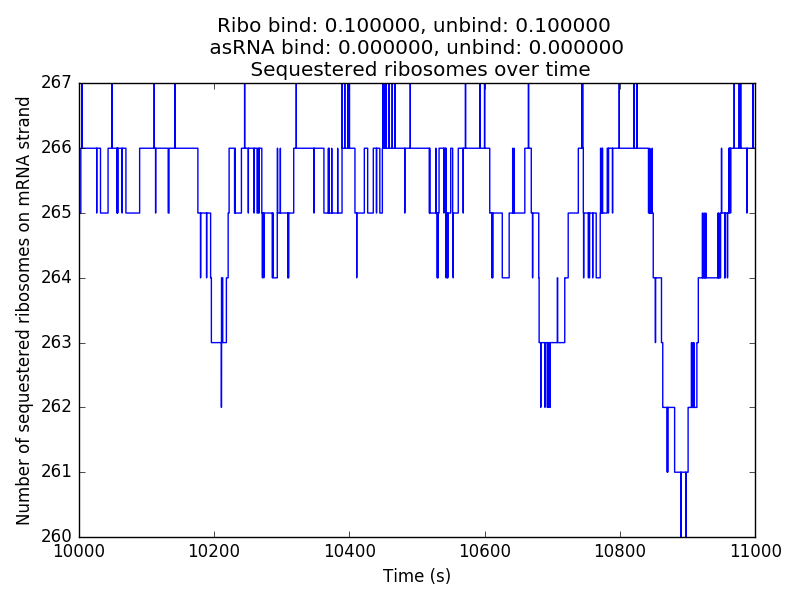 Ribo bind: 0.100000, unbind: 0.100000
asRNA bind: 0.000000, unbind: 0.000000
Sequestered ribosomes over time
Number of sequestered ribosomes on mRNA strand
267
266
265
264
263
262
261
260
10000 10200 10400 10600 10800 11000
Time (s)